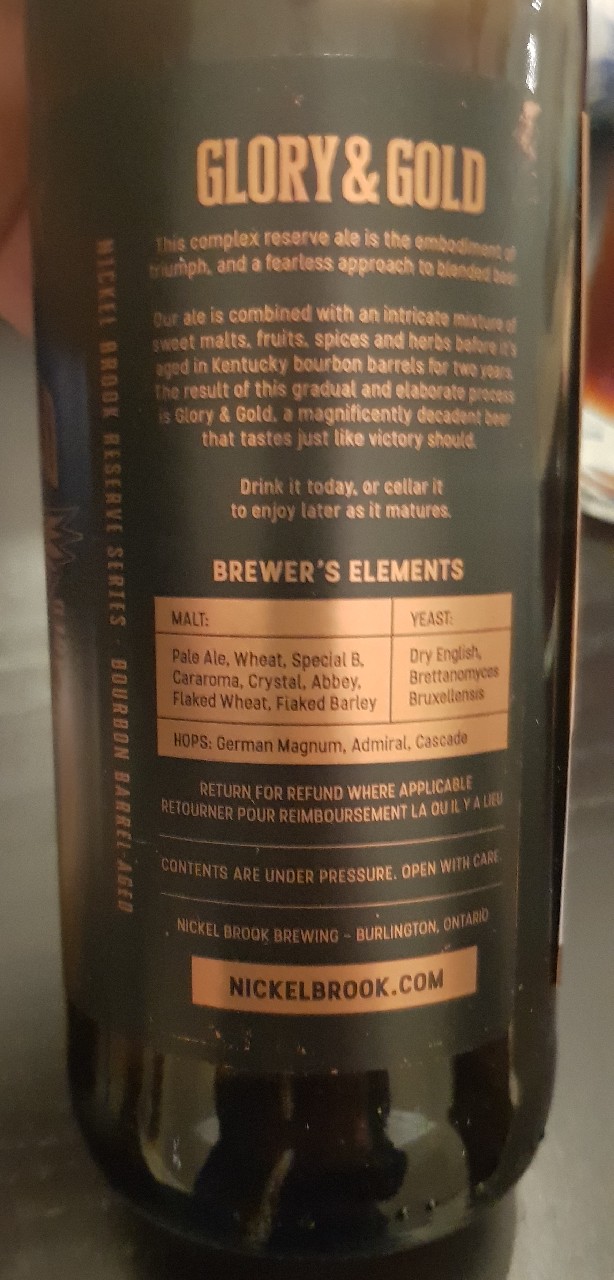 GLORY & GOLD
This complex reserve ale is the embodiment of
triumph, and a fearless approach to blended beer.
Our ale is combined with an intricate mixture of
sweet malts, fruits, spices and herbs before it's
aged in Kentucky bourbon barrels for two years.
The result of this gradual and elaborate process
is Glory & Gold, a magnificently decadent beer
that tastes just like victory should.
Drink it today, or cellar it
to enjoy later as it matures.
BREWER'S ELEMENTS
MALT:
Pale Ale, Wheat, Special B,
Cararoma, Crystal, Abbey,
Flaked Wheat, Flaked Barley
YEAST:
Dry English,
Brettanomyces
Bruxellensis
HOPS: German Magnum, Admiral, Cascade
RETURN FOR REFUND WHERE APPLICABLE
RETOURNER POUR REIMBOURSEMENT LA OU IL Y A LIEU
CONTENTS ARE UNDER PRESSURE. OPEN WITH CARE.
NICKEL BROOK BREWING - BURLINGTON, ONTARIO
NICKELBROOK.COM
NICKEL BROOK RESERVE SERIES · BOURBON BARREL-AGED